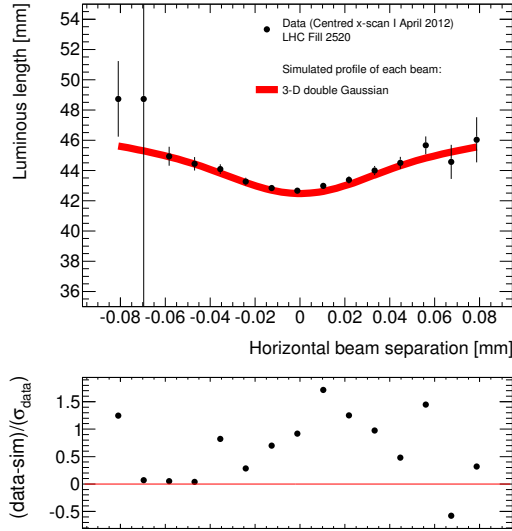 Luminous length [mm]
54
52
50
48
46
44
42
40
38
36
Data (Centred x-scan I April 2012)
LHC Fill 2520
Simulated profile of each beam:
3-D double Gaussian
-0.08 -0.06 -0.04 -0.02 0 0.02 0.04 0.06 0.08
Horizontal beam separation [mm]
(data-sim)/(σdata)
1.5
1
0.5
0
-0.5